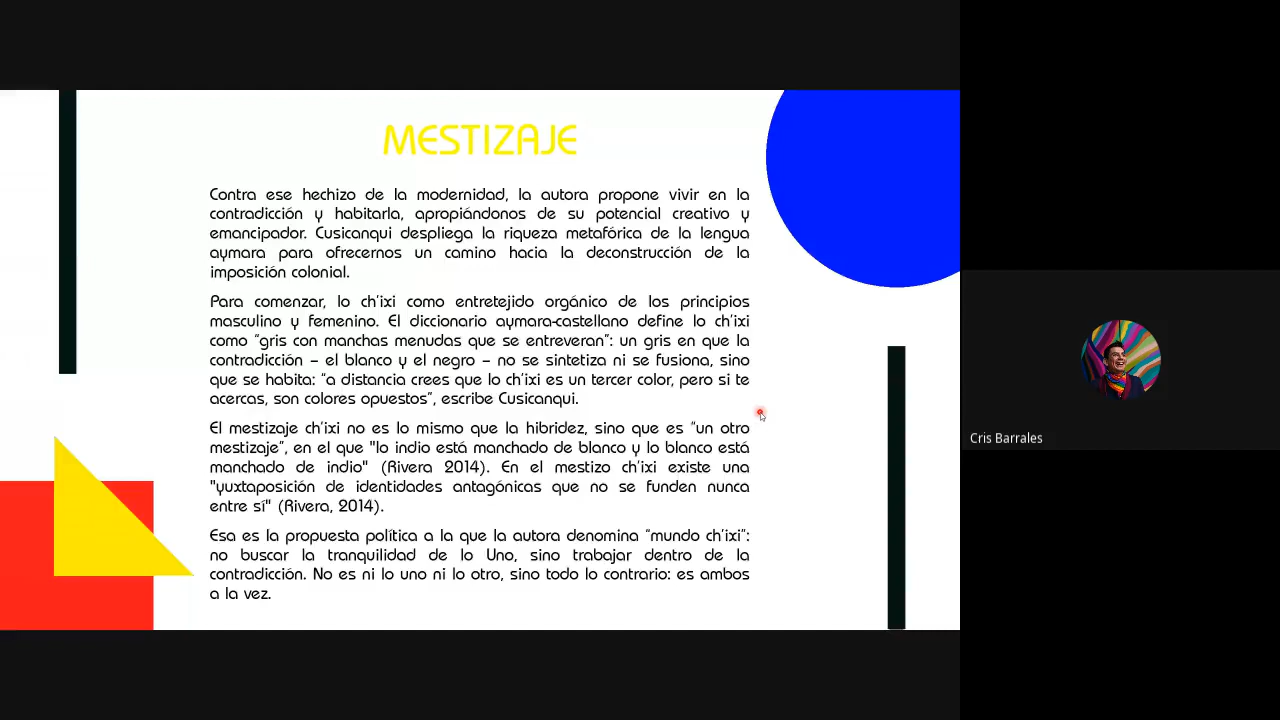 MESTIZAJE
Contra ese hechizo de la modernidad, la autora propone vivir en la
contradicción y habitarla, apropiándonos de su potencial creativo y
emancipador. Cusicanqui despliega la riqueza metafórica de la lengua
aymara para ofrecernos un camino hacia la deconstrucción de la
imposición colonial.
Para comenzar, lo ch'ixi como entretejido orgánico de los principios
masculino y femenino. El diccionario aymara-castellano define lo ch'ixi
como "gris con manchas menudas que se entreveran": un gris en que la
contradicción – el blanco y el negro – no se sintetiza ni se fusiona, sino
que se habita: "a distancia crees que lo ch'ixi es un tercer color, pero si te
acercas, son colores opuestos", escribe Cusicanqui.
El mestizaje ch'ixi no es lo mismo que la hibridez, sino que es "un otro
mestizaje", en el que "lo indio está manchado de blanco y lo blanco está
manchado de indio" (Rivera 2014). En el mestizo ch'ixi existe una
"yuxtaposición de identidades antagónicas que no se funden nunca
entre sí" (Rivera, 2014).
Esa es la propuesta política a la que la autora denomina "mundo ch'ixi":
no buscar la tranquilidad de lo Uno, sino trabajar dentro de la
contradicción. No es ni lo uno ni lo otro, sino todo lo contrario: es ambos
a la vez.
Cris Barrales